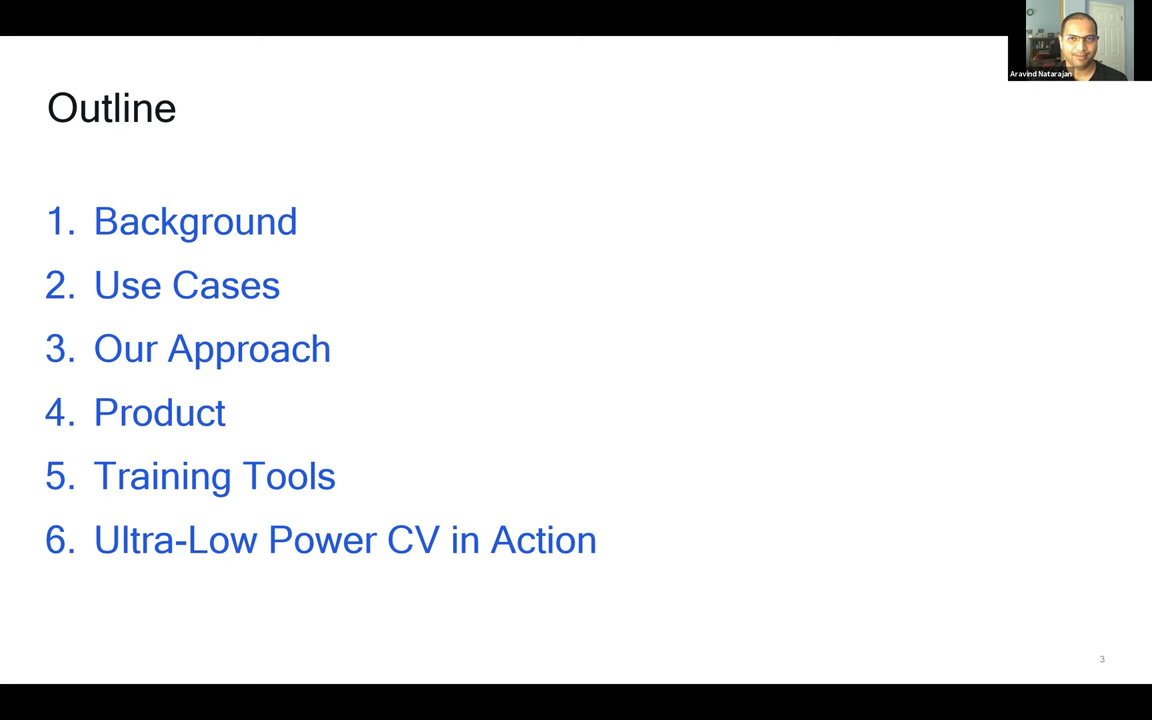 Aravind Natarajan
Outline
1. Background
2. Use Cases
3. Our Approach
4. Product
5. Training Tools
6. Ultra-Low Power CV in Action
3